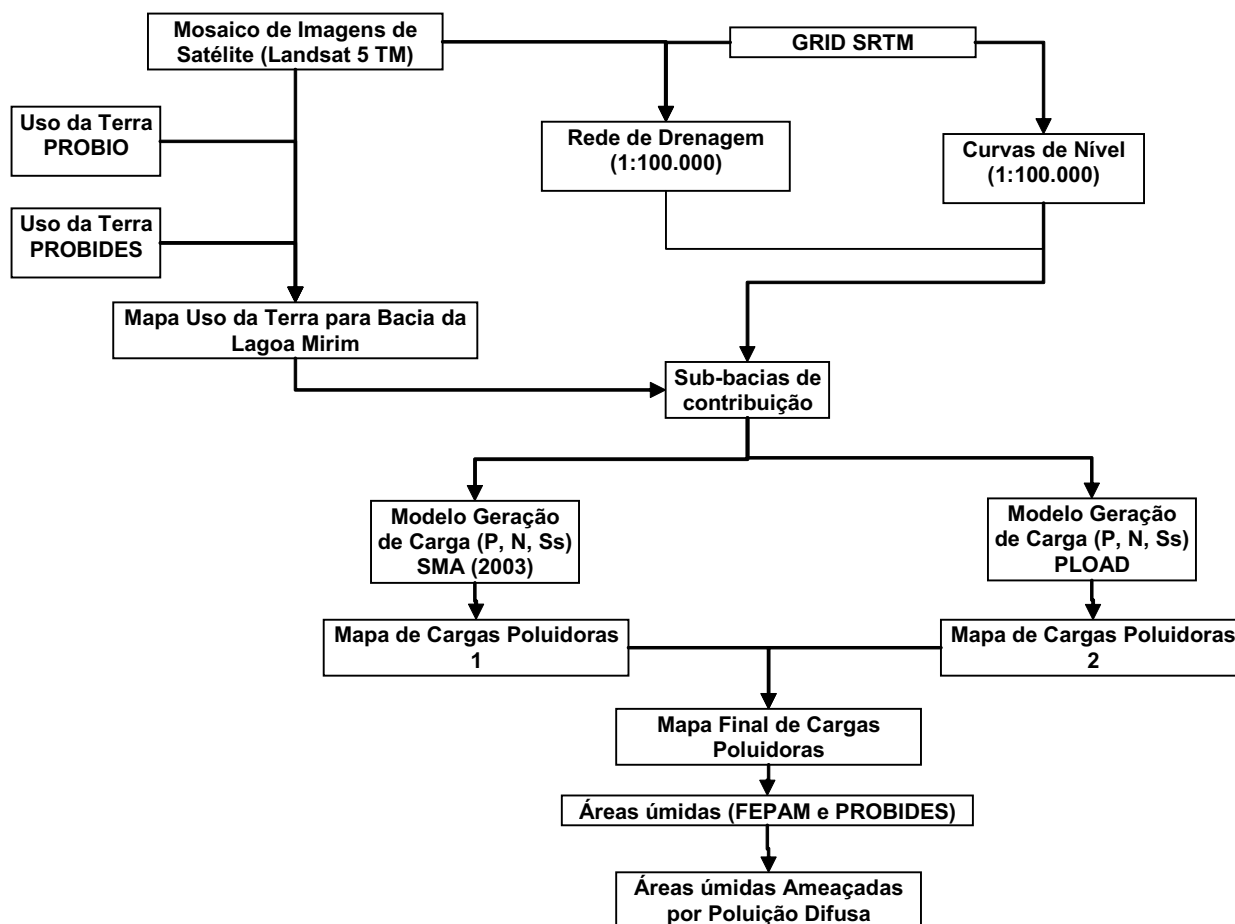 Mosaico de Imagens de
Satélite (Landsat 5 TM)
GRID SRTM
Uso da Terra
PROBIO
Rede de Drenagem
(1:100.000)
Curvas de Nível
(1:100.000)
Uso da Terra
PROBIDES
Mapa Uso da Terra para Bacia da
Lagoa Mirim
Sub-bacias de
contribuição
Modelo Geração
de Carga (P, N, Ss)
SMA (2003)
Modelo Geração
de Carga (P, N, Ss)
PLOAD
Mapa de Cargas Poluidoras
1
Mapa de Cargas Poluidoras
2
Mapa Final de Cargas
Poluidoras
Áreas úmidas (FEPAM e PROBIDES)
Áreas úmidas Ameaçadas
por Poluição Difusa